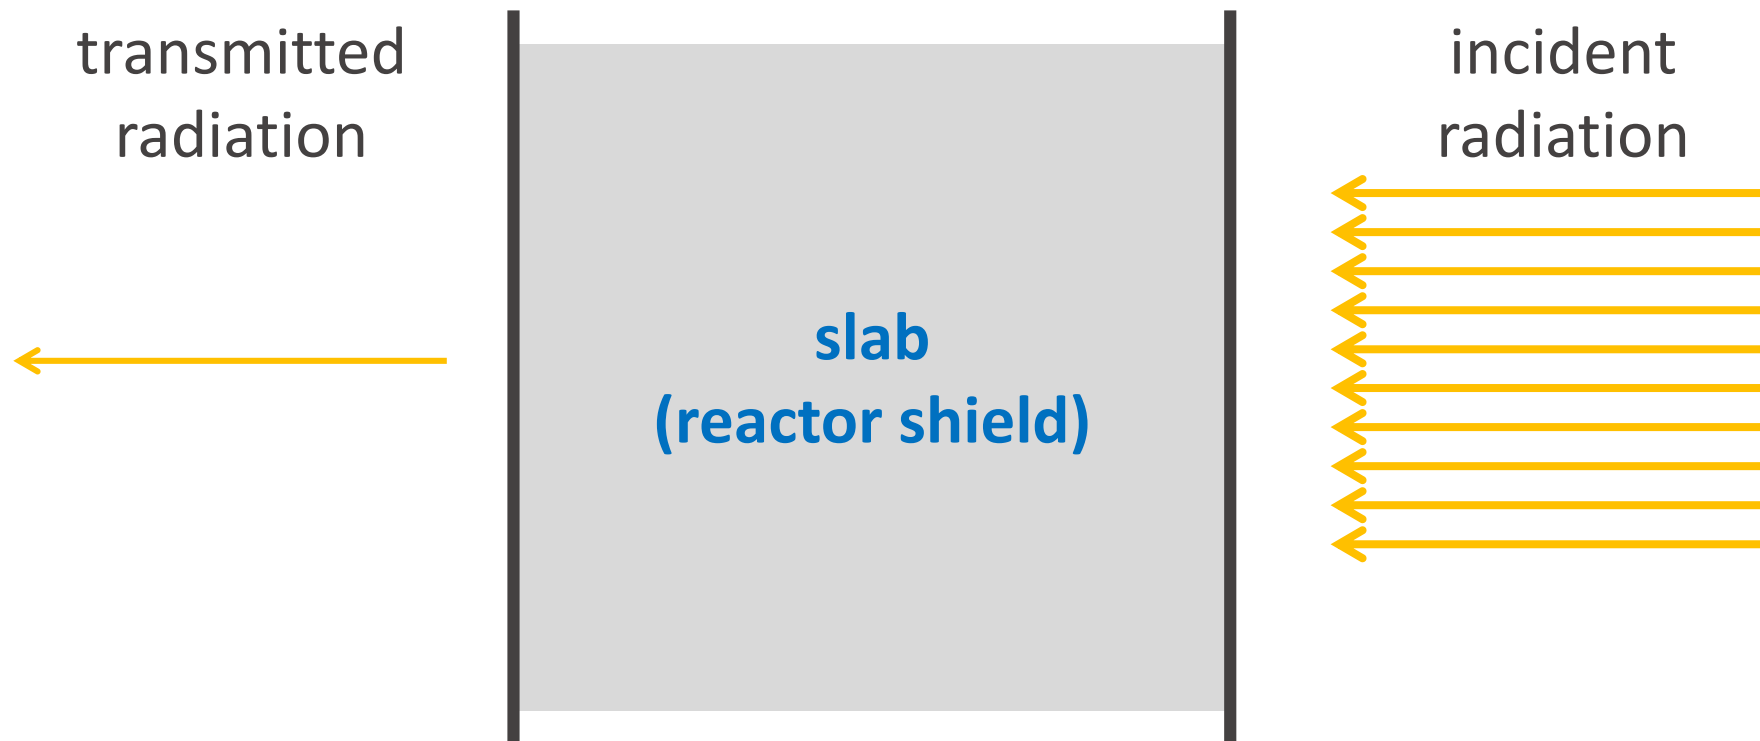 transmitted
radiation
slab
(reactor shield)
incident
radiation